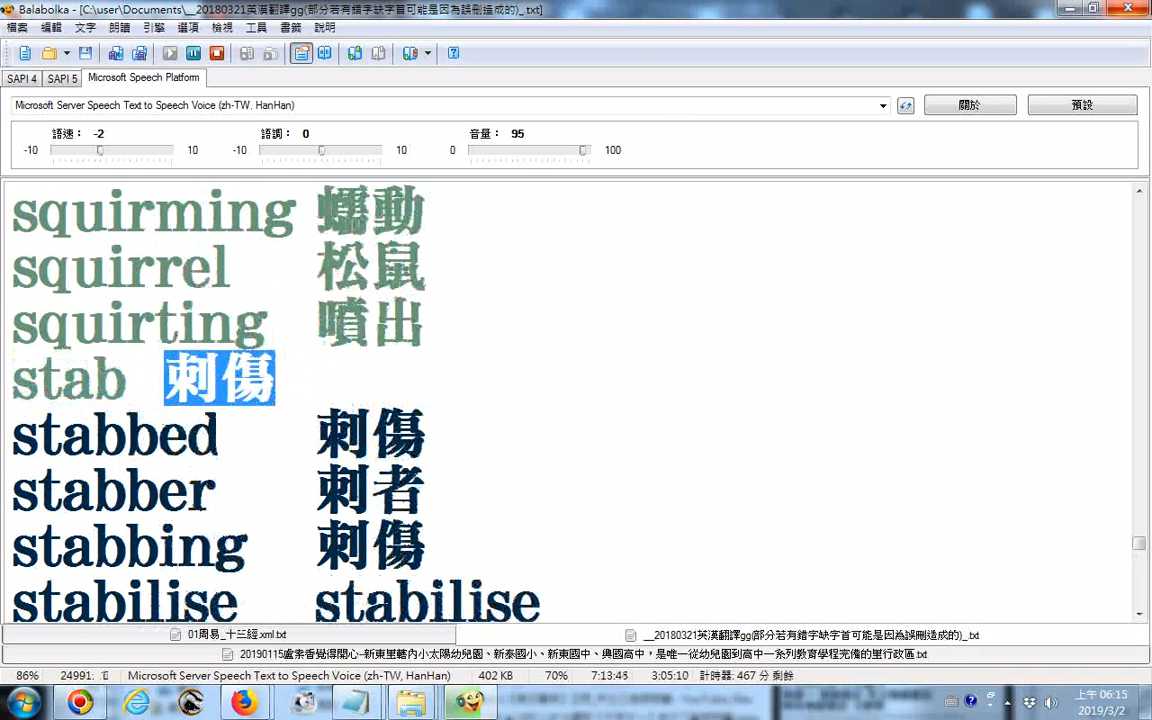 Balabolka - [C:\user\Documents\__20180321英漢翻譯gg(部分若有錯字缺字首可能是因為誤刪造成的)_.txt]
檔案 編輯 文字 朗讀 引擎 選項 檢視 工具 書籤 說明
SAPI 4 SAPI 5 Microsoft Speech Platform
Microsoft Server Speech Text to Speech Voice (zh-TW, HanHan) 關於 預設
語速： -2 語調： 0 音量： 95
-10 10 -10 10 0 100
squirming 蠕動
squirrel 松鼠
squirting 噴出
stab 刺傷
stabbed 刺傷
stabber 刺者
stabbing 刺傷
stabilise stabilise
01周易_十三經.xml.txt __20180321英漢翻譯gg(部分若有錯字缺字首可能是因為誤刪造成的)_.txt
20190115盧素香覺得開心-新東里轄內小太陽幼兒園、新泰國小、新東國中、興國高中，是唯一從幼兒園到高中一系列教育學程完備的里行政區.txt
86% 24991: Microsoft Server Speech Text to Speech Voice (zh-TW, HanHan) 402 KB 70% 7:13:46 3:05:10 計時器: 467 分 剩餘
上午 06:15
2019/3/2